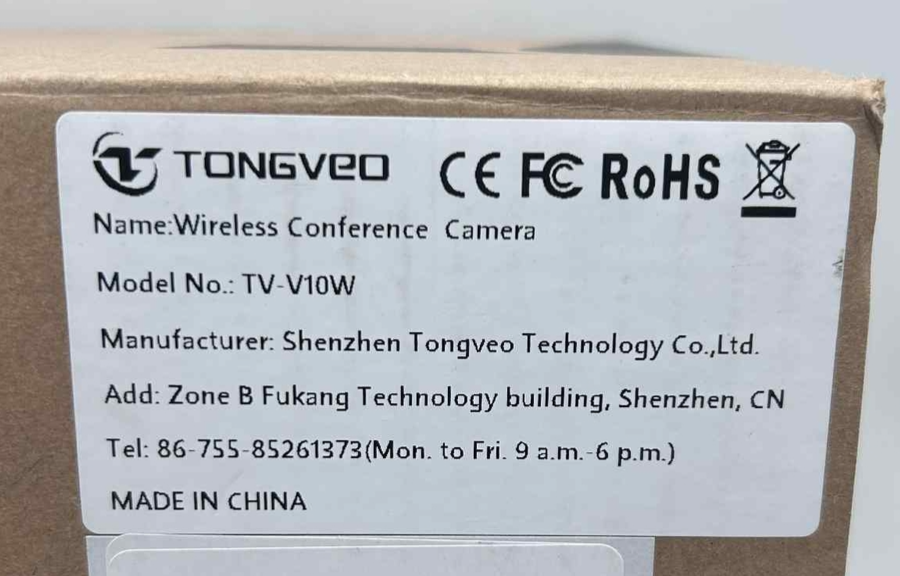 TONGVEO CE FC RoHS
Name:Wireless Conference Camera
Model No.: TV-V10W
Manufacturer: Shenzhen Tongveo Technology Co.,Ltd.
Add: Zone B Fukang Technology building, Shenzhen, CN
Tel: 86-755-85261373(Mon. to Fri. 9 a.m.-6 p.m.)
MADE IN CHINA